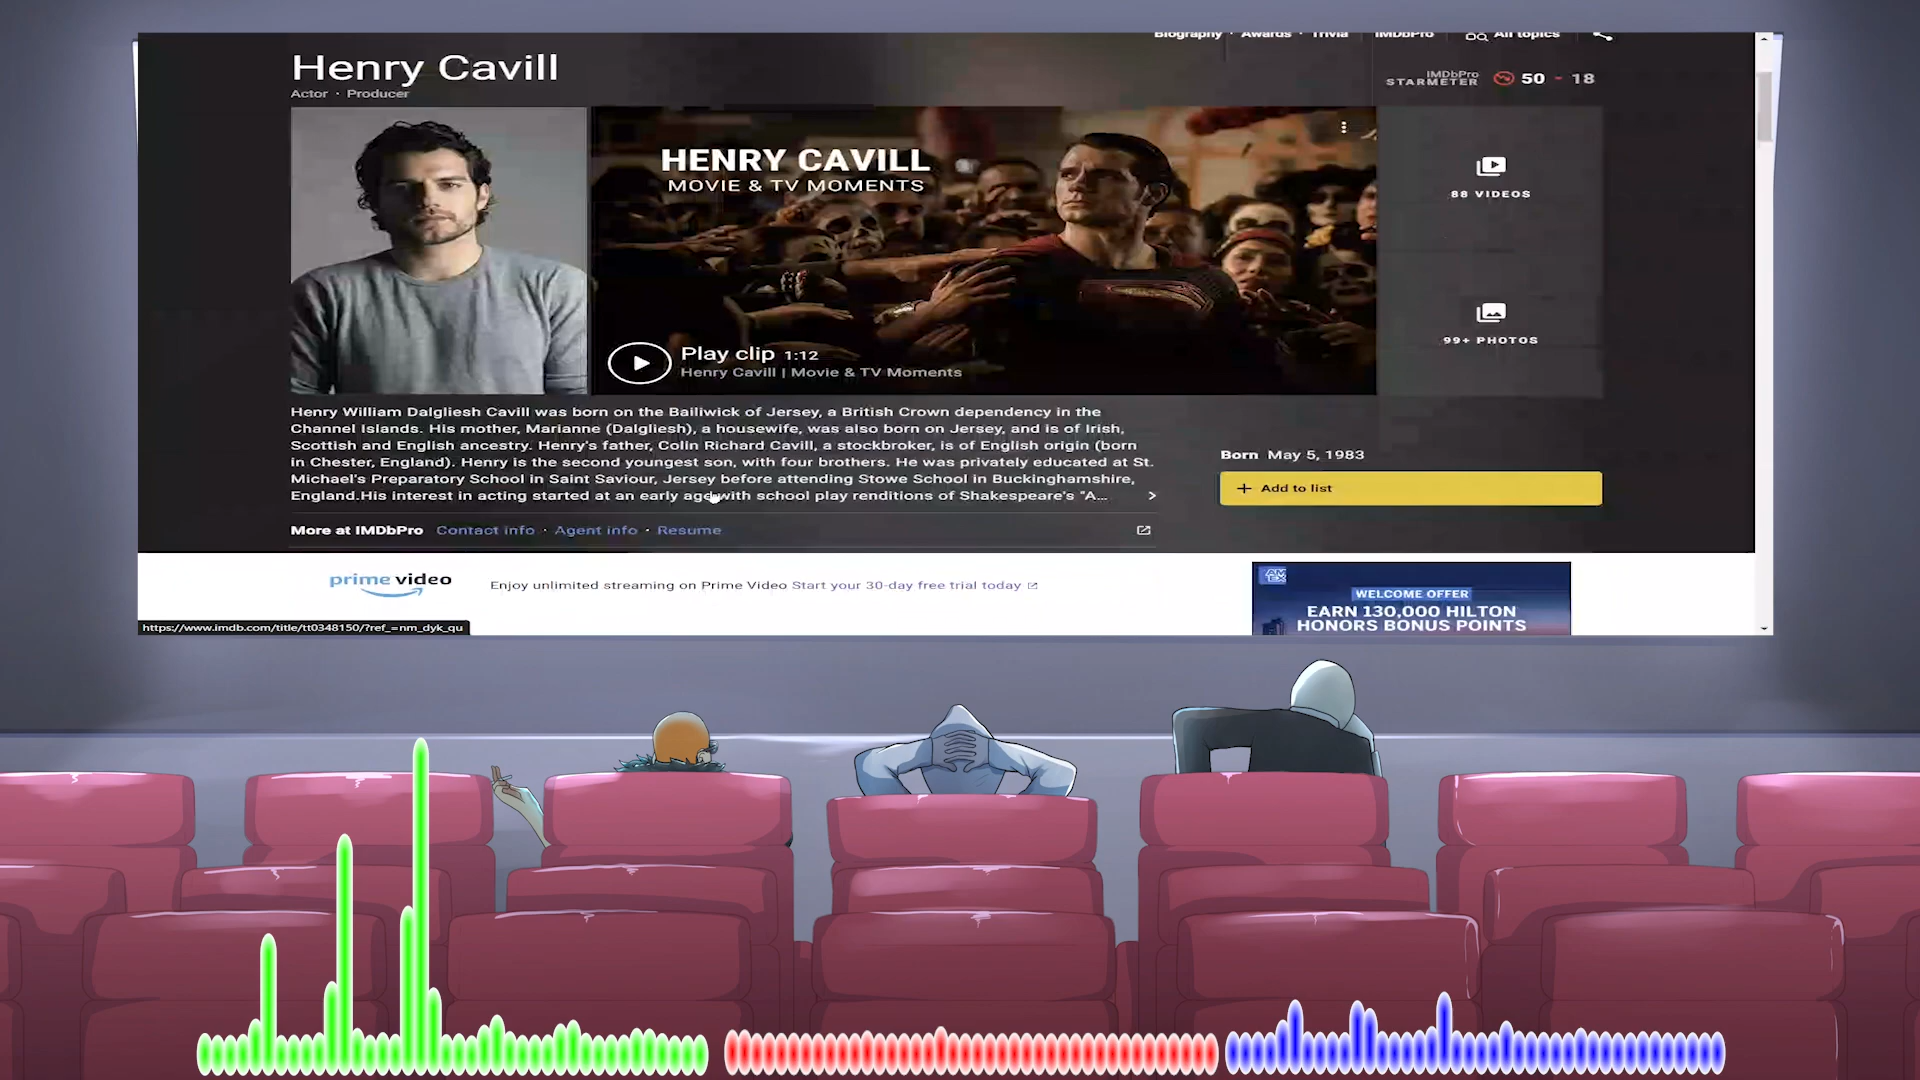 Biography · Awards · Trivia IMDbPro All topics
Henry Cavill
Actor · Producer
IMDbPro
STARMETER 50 - 18
HENRY CAVILL
MOVIE & TV MOMENTS
88 VIDEOS
Play clip 1:12
Henry Cavill | Movie & TV Moments
99+ PHOTOS
Henry William Dalgliesh Cavill was born on the Bailiwick of Jersey, a British Crown dependency in the
Channel Islands. His mother, Marianne (Dalgliesh), a housewife, was also born on Jersey, and is of Irish,
Scottish and English ancestry. Henry's father, Colin Richard Cavill, a stockbroker, is of English origin (born
in Chester, England). Henry is the second youngest son, with four brothers. He was privately educated at St.
Michael's Preparatory School in Saint Saviour, Jersey before attending Stowe School in Buckinghamshire,
England.His interest in acting started at an early age with school play renditions of Shakespeare's "A...
Born May 5, 1983
+ Add to list
More at IMDbPro Contact info · Agent info · Resume
prime video
Enjoy unlimited streaming on Prime Video Start your 30-day free trial today
AM
EX
WELCOME OFFER
EARN 130,000 HILTON
HONORS BONUS POINTS
https://www.imdb.com/title/tt0348150/?ref_=nm_dyk_qu